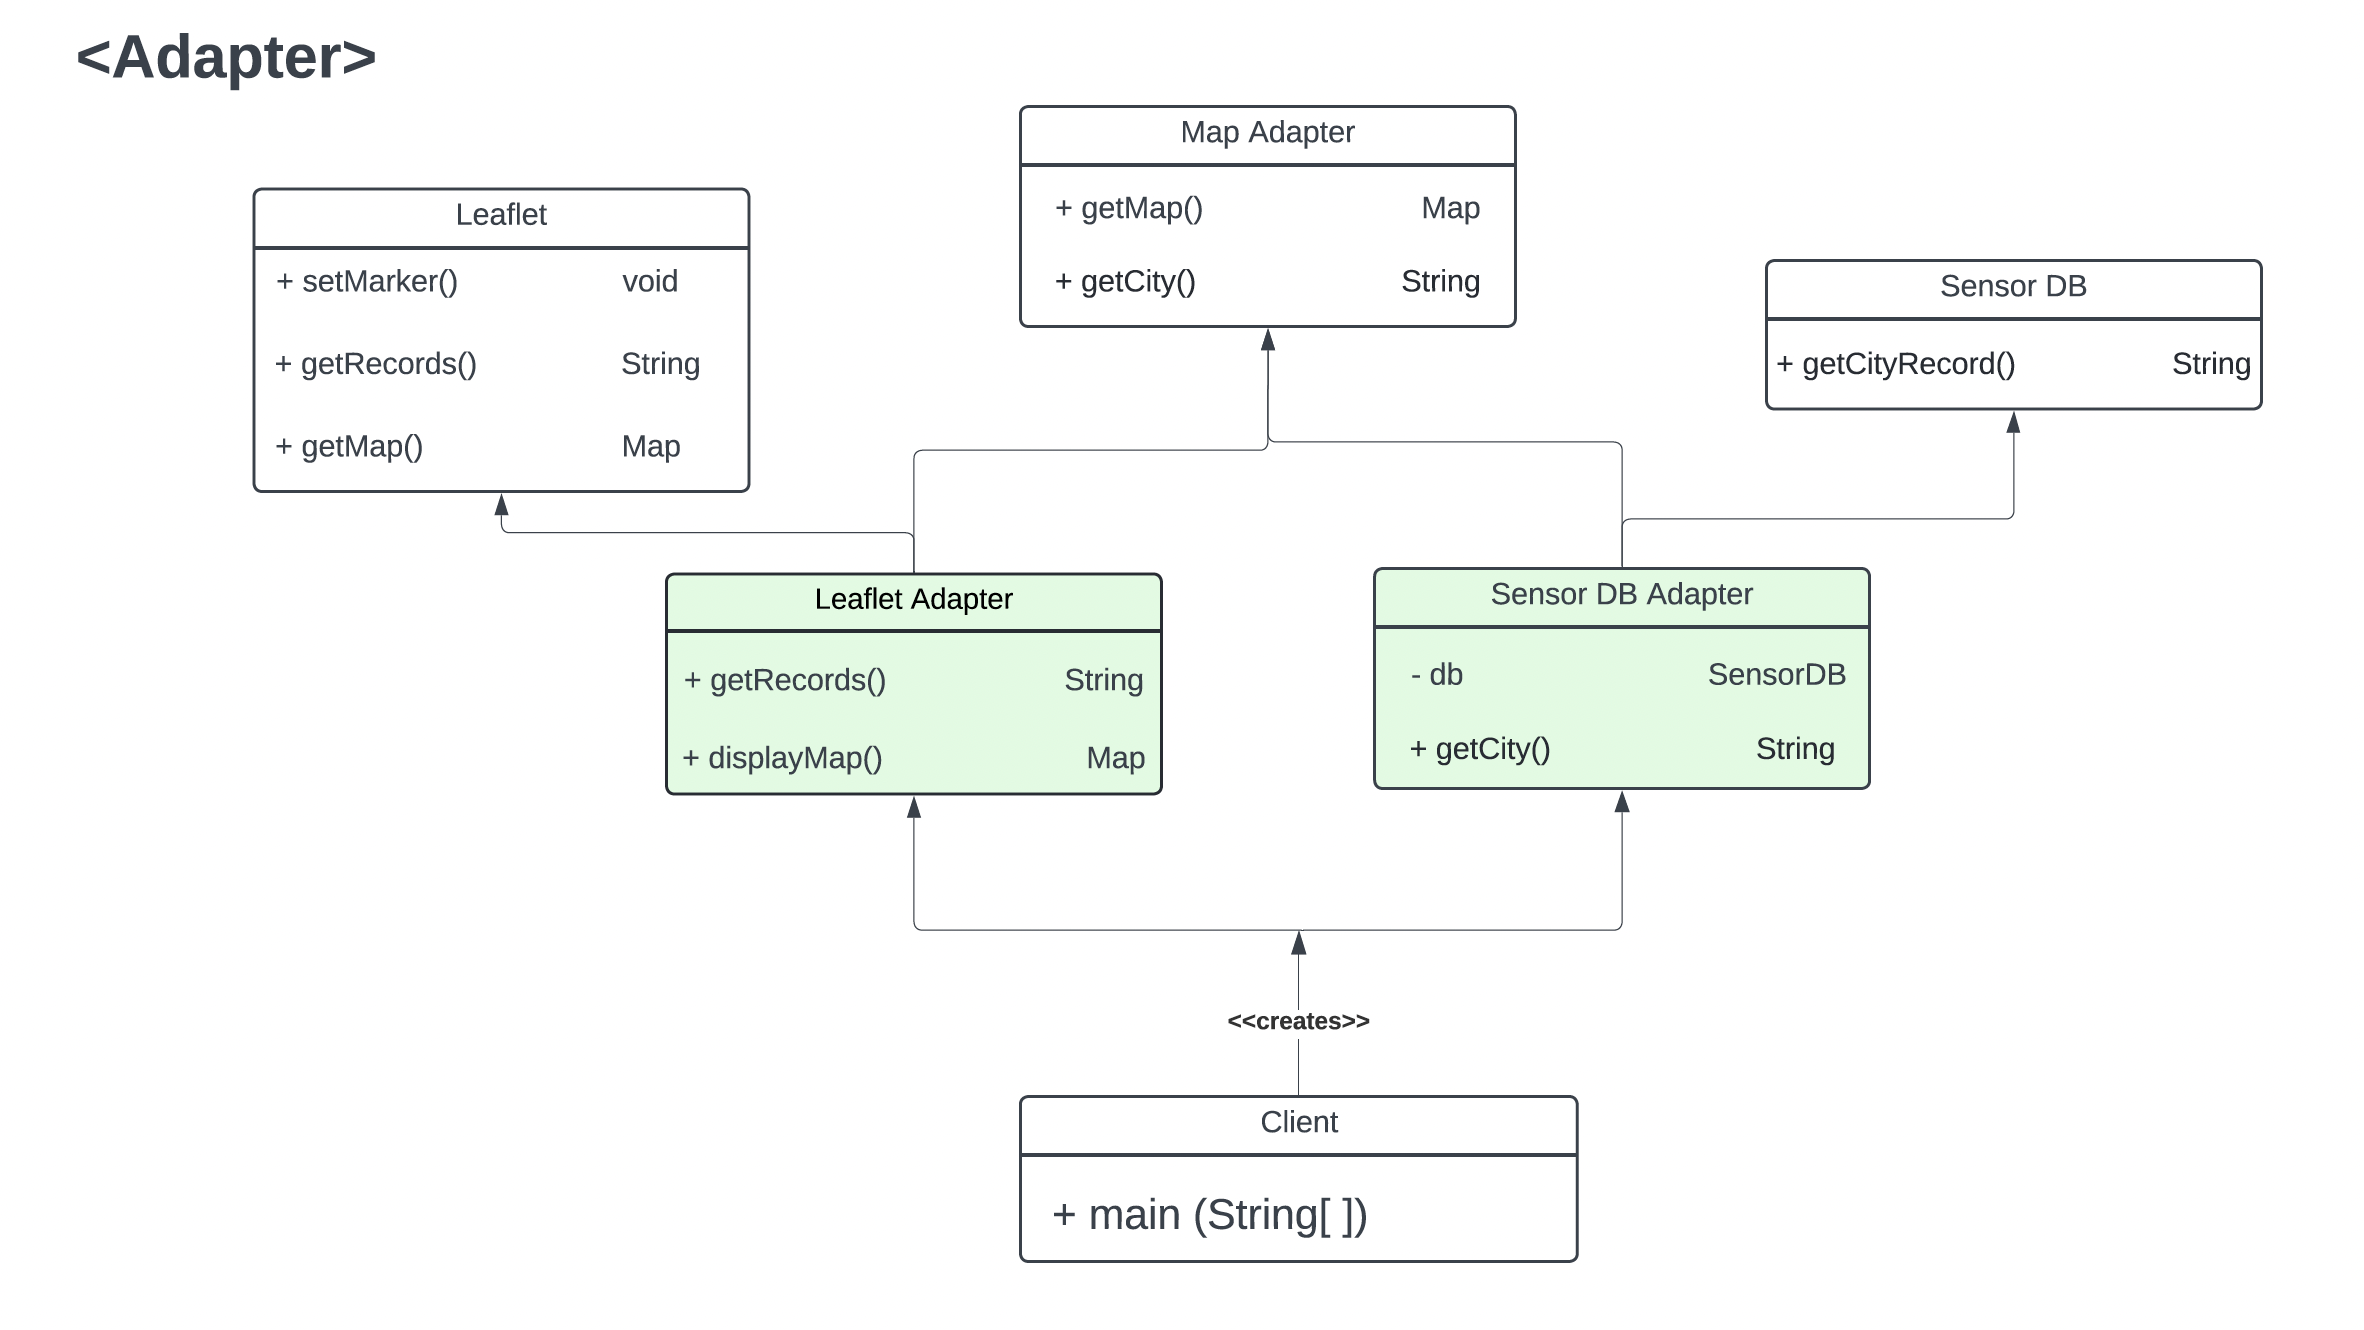 <Adapter>
Map Adapter
+ getMap() Map
+ getCity() String
Leaflet
+ setMarker() void
+ getRecords() String
+ getMap() Map
Sensor DB
+ getCityRecord() String
Leaflet Adapter
+ getRecords() String
+ displayMap() Map
Sensor DB Adapter
- db SensorDB
+ getCity() String
<<creates>>
Client
+ main (String[ ])